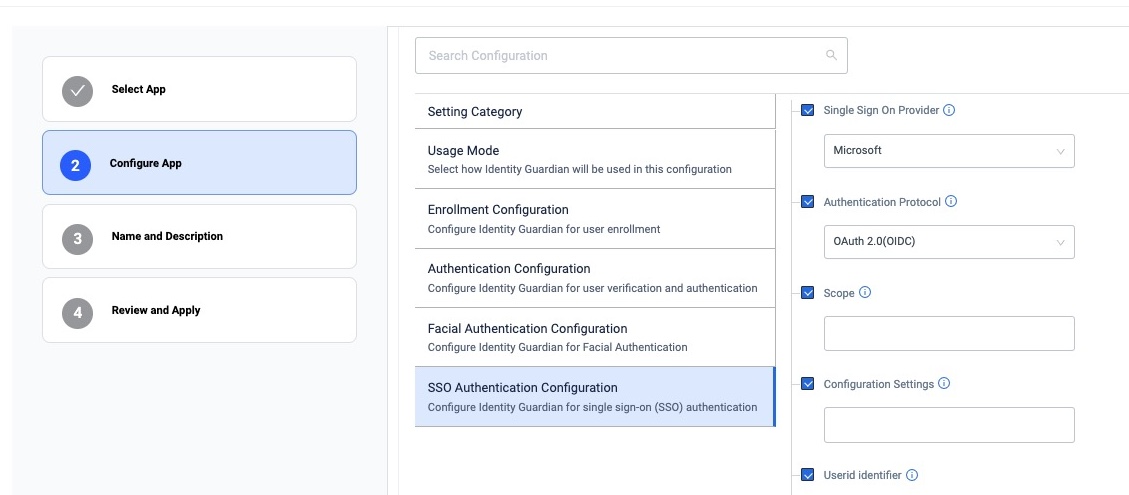 Select App
2
Configure App
3
Name and Description
4
Review and Apply
Search Configuration
Setting Category
Usage Mode
Select how Identity Guardian will be used in this configuration
Enrollment Configuration
Configure Identity Guardian for user enrollment
Authentication Configuration
Configure Identity Guardian for user verification and authentication
Facial Authentication Configuration
Configure Identity Guardian for Facial Authentication
SSO Authentication Configuration
Configure Identity Guardian for single sign-on (SSO) authentication
Single Sign On Provider
Microsoft
Authentication Protocol
OAuth 2.0(OIDC)
Scope
Configuration Settings
Userid identifier